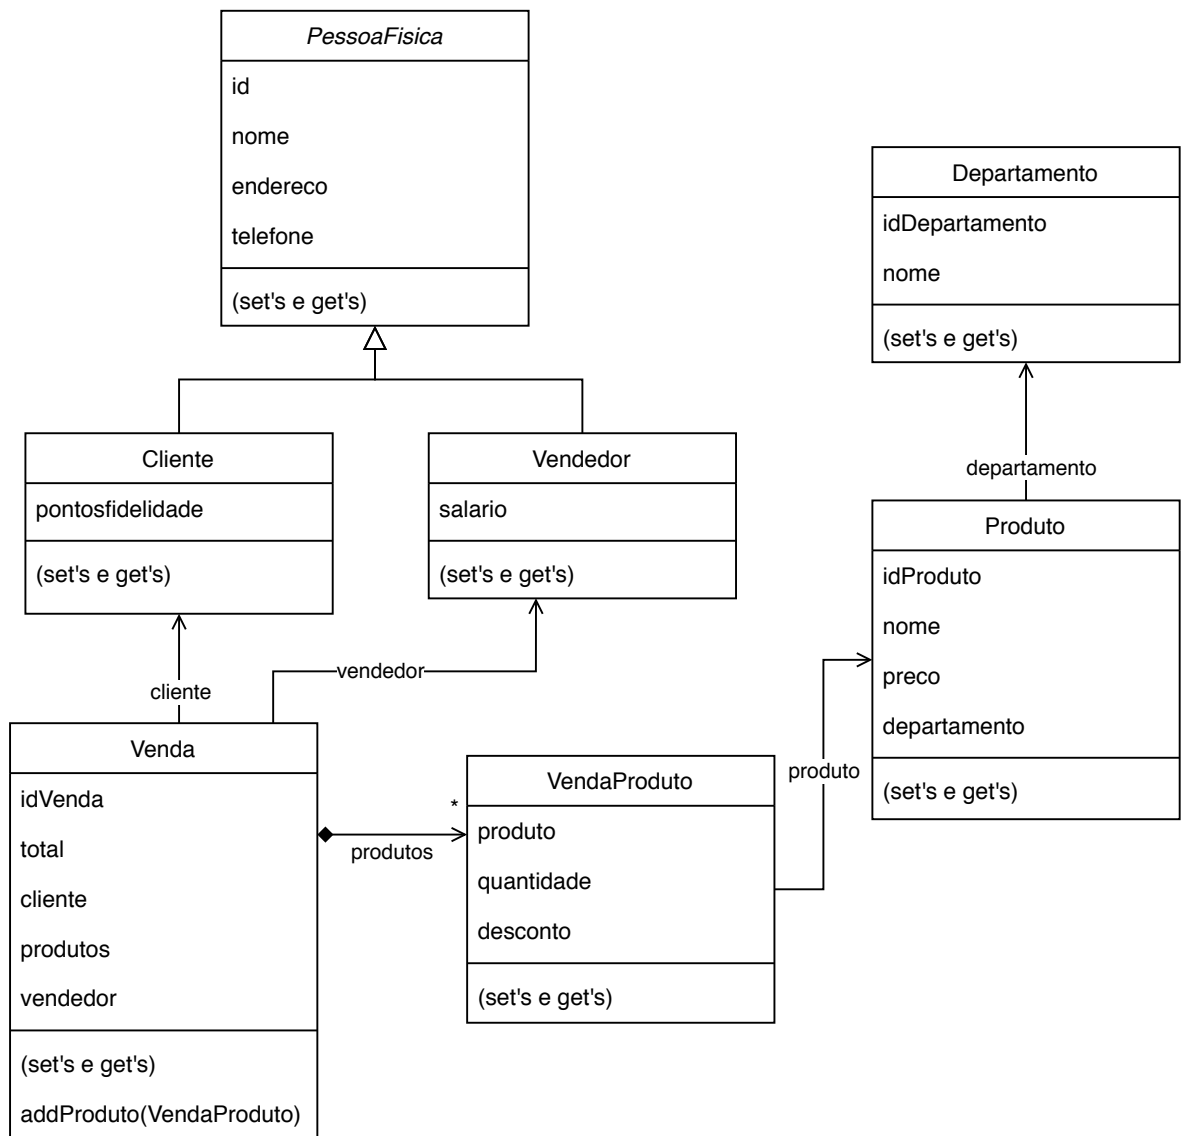 PessoaFisica
id
nome
endereco
telefone
(set's e get's)
Departamento
idDepartamento
nome
(set's e get's)
departamento
Cliente
pontosfidelidade
(set's e get's)
Vendedor
salario
(set's e get's)
Produto
idProduto
nome
preco
departamento
(set's e get's)
cliente
vendedor
Venda
idVenda
total
cliente
produtos
vendedor
(set's e get's)
addProduto(VendaProduto)
*
produtos
VendaProduto
produto
quantidade
desconto
(set's e get's)
produto